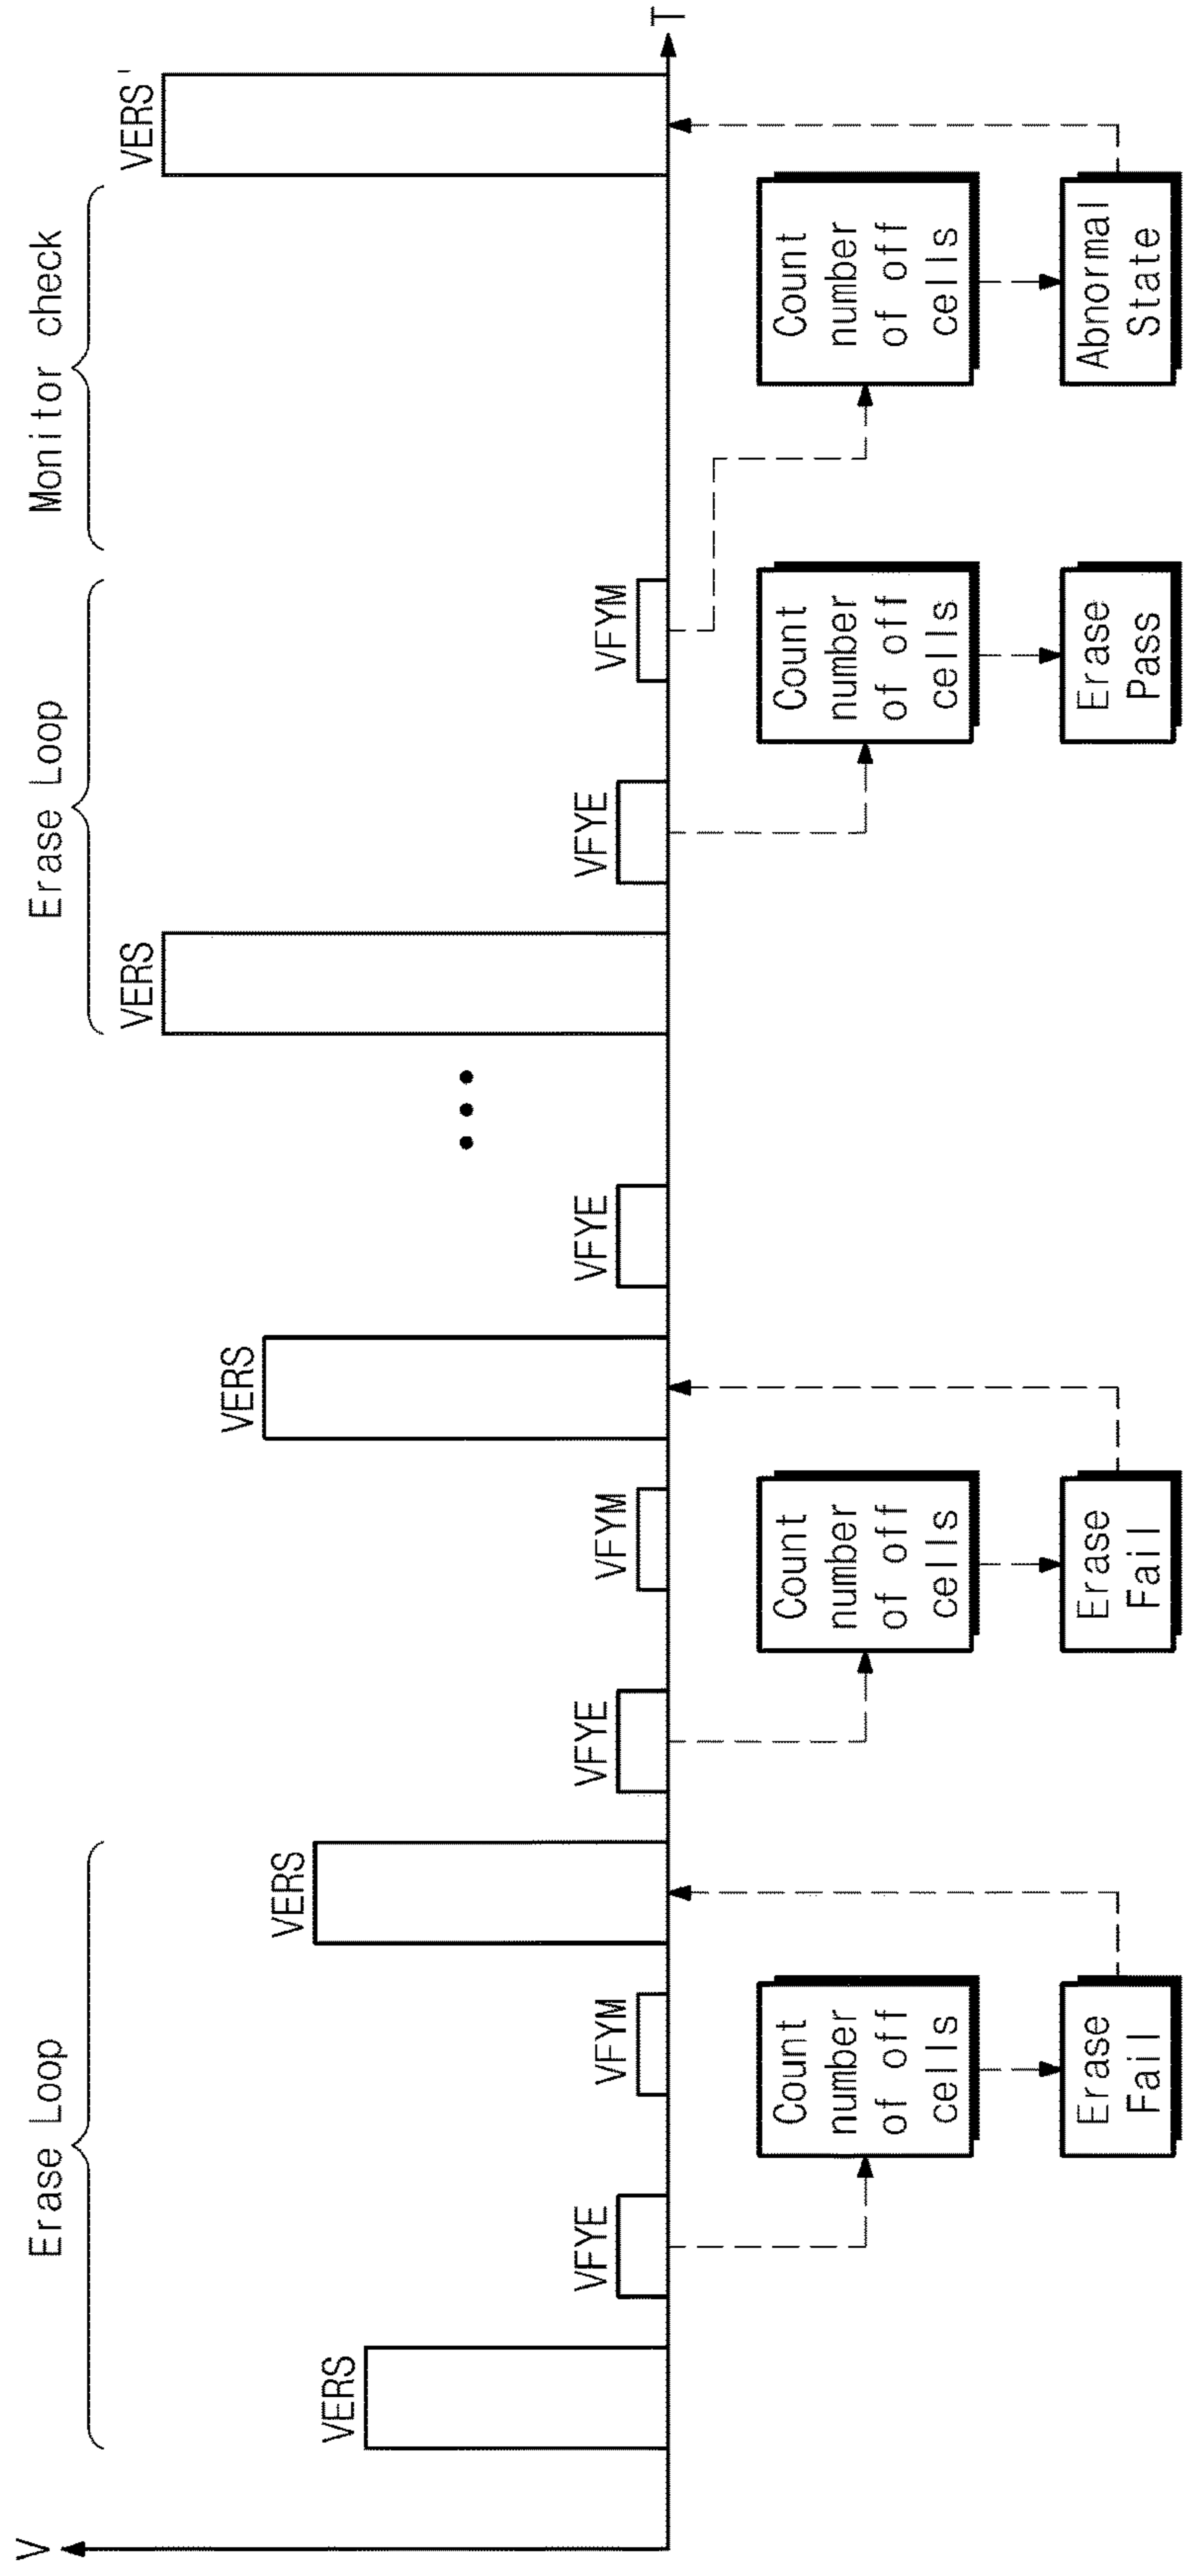 V
Erase Loop
Erase Loop
Monitor check
VERS
VFYE
VFYM
VERS
VFYE
VFYM
VERS
VFYE
VERS
VFYE
VFYM
VERS'
T
Count
number
of off
cells
Count
number
of off
cells
Count
number
of off
cells
Count
number
of off
cells
Erase
Fail
Erase
Fail
Erase
Pass
Abnormal
State